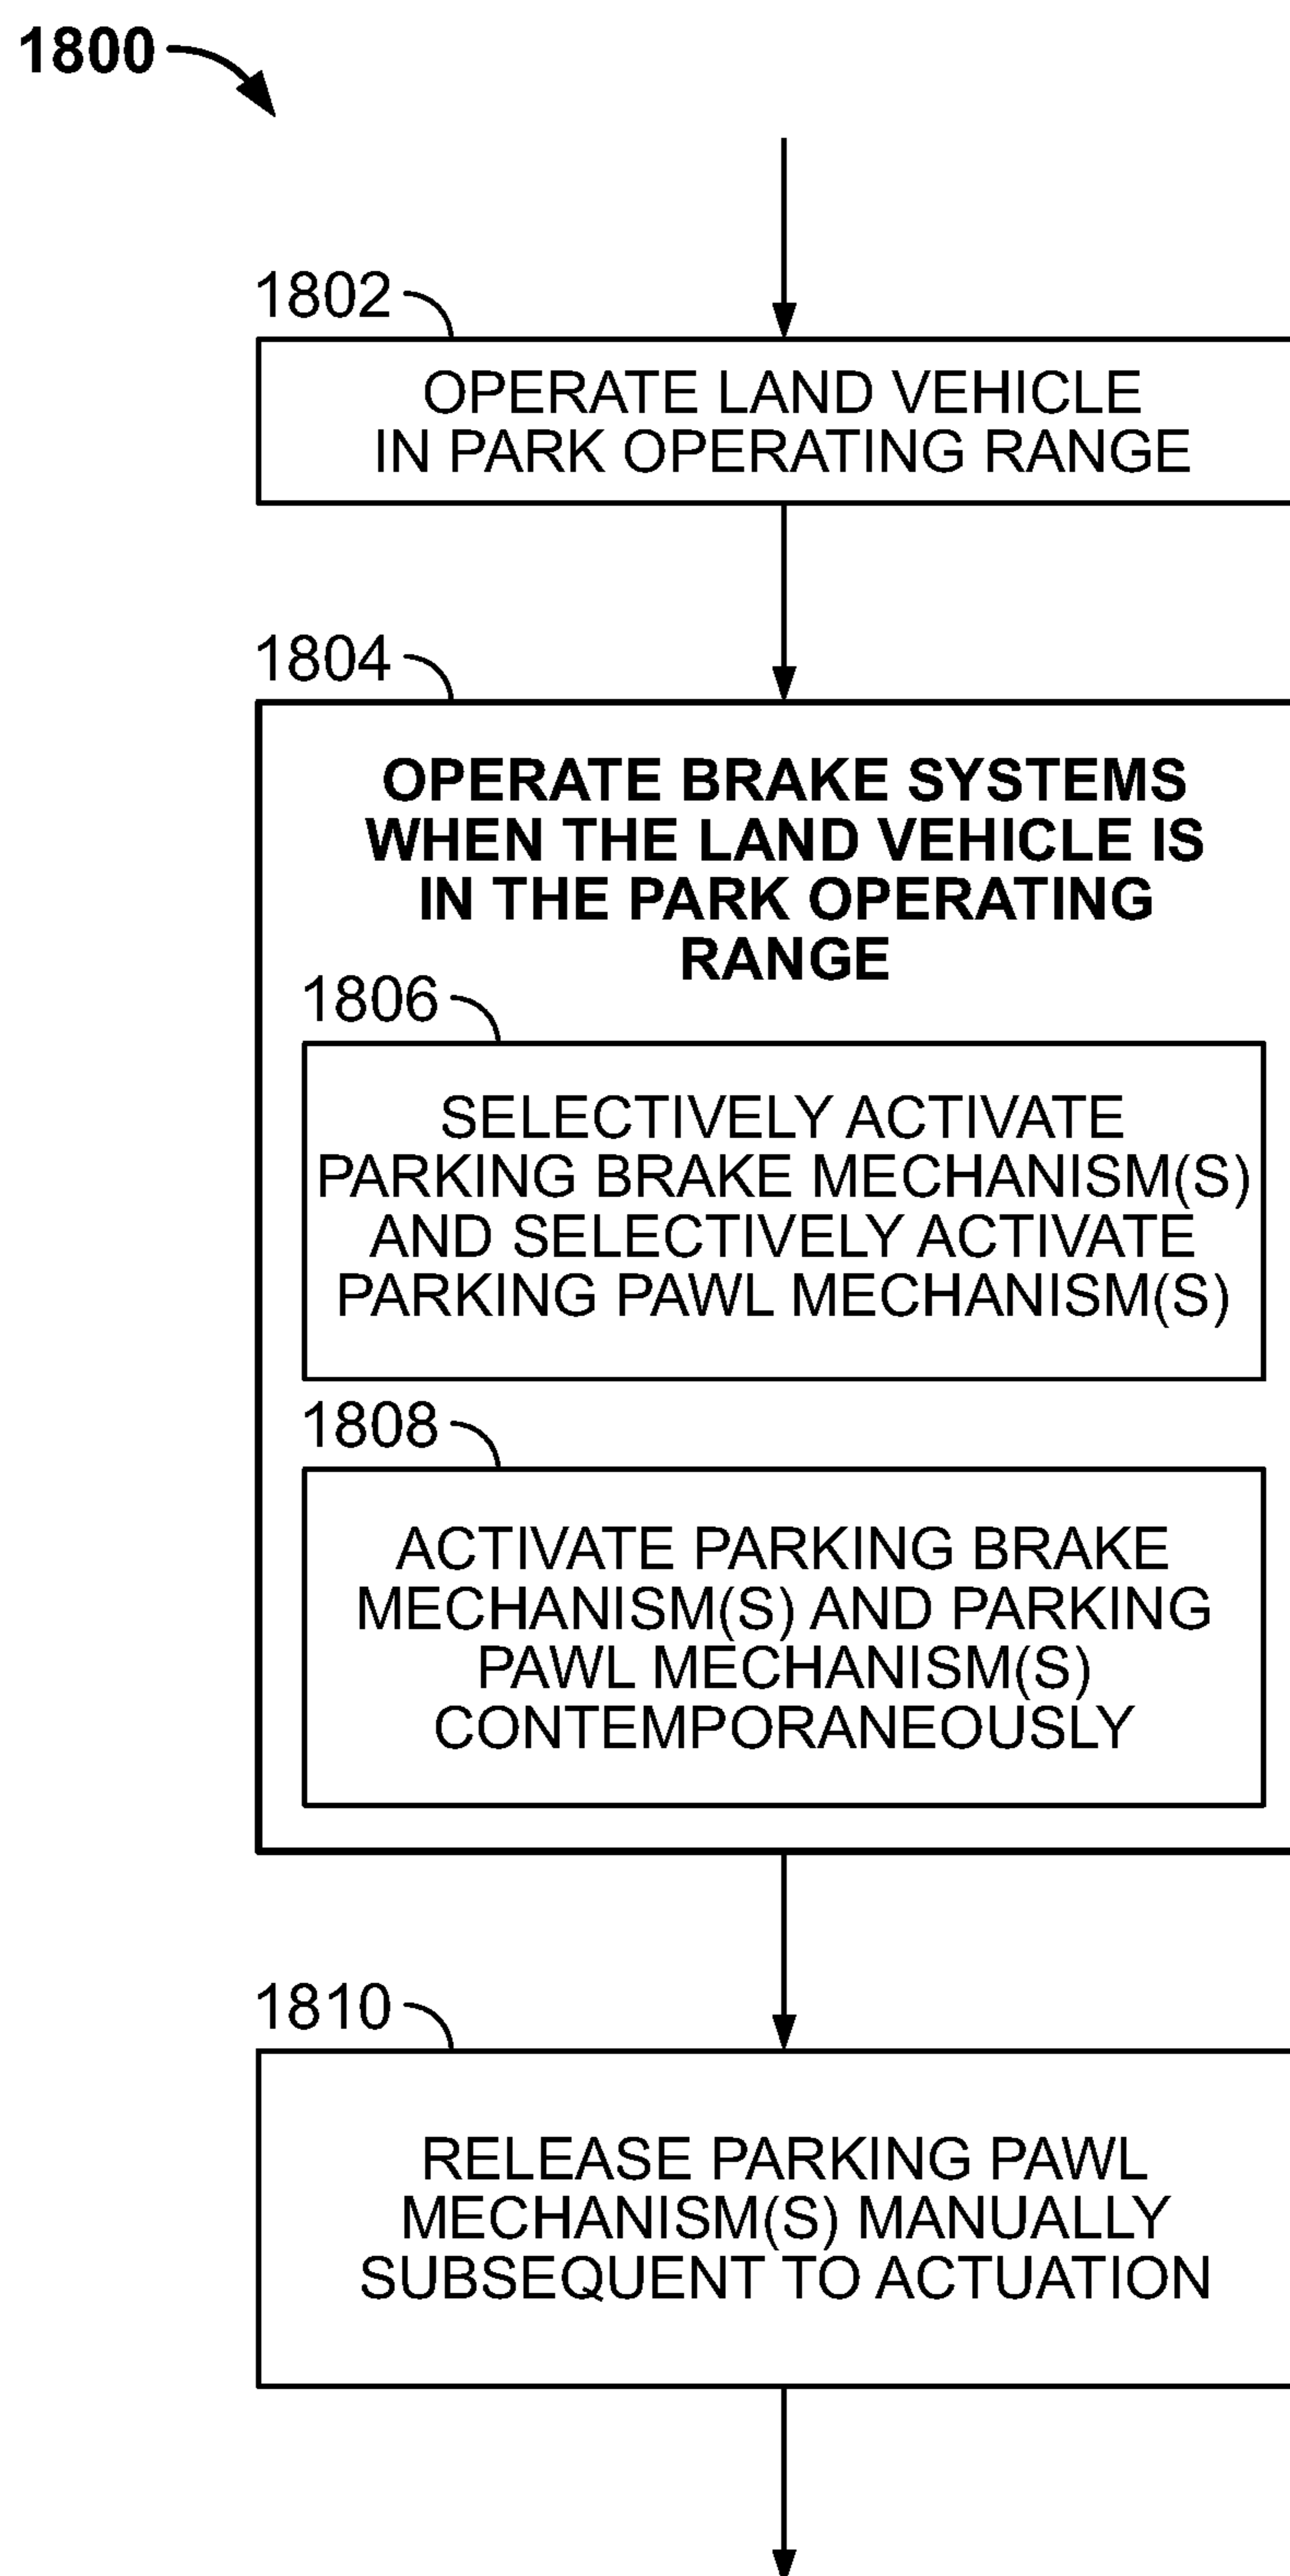 1800
1802
OPERATE LAND VEHICLE
IN PARK OPERATING RANGE
1804
OPERATE BRAKE SYSTEMS
WHEN THE LAND VEHICLE IS
IN THE PARK OPERATING
RANGE
1806
SELECTIVELY ACTIVATE
PARKING BRAKE MECHANISM(S)
AND SELECTIVELY ACTIVATE
PARKING PAWL MECHANISM(S)
1808
ACTIVATE PARKING BRAKE
MECHANISM(S) AND PARKING
PAWL MECHANISM(S)
CONTEMPORANEOUSLY
1810
RELEASE PARKING PAWL
MECHANISM(S) MANUALLY
SUBSEQUENT TO ACTUATION